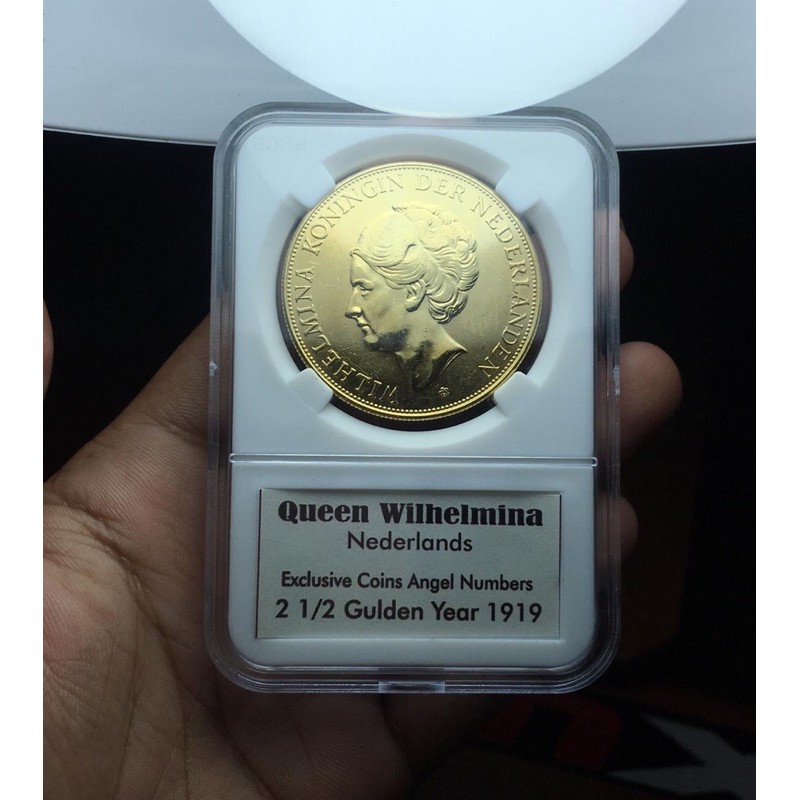 WILHELMINA KONINGIN DER NEDERLANDEN
Queen Wilhelmina
Nederlands
Exclusive Coins Angel Numbers
2 1/2 Gulden Year 1919